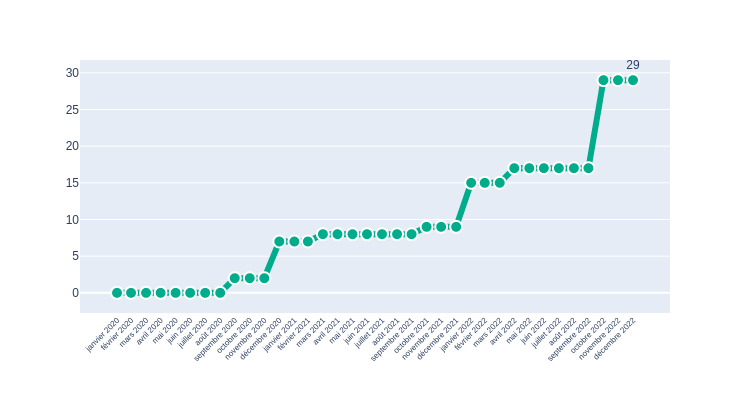 29
30
25
20
15
10
5
0
janvier 2020
février 2020
mars 2020
avril 2020
mai 2020
juin 2020
juillet 2020
août 2020
septembre 2020
octobre 2020
novembre 2020
décembre 2020
janvier 2021
février 2021
mars 2021
avril 2021
mai 2021
juin 2021
juillet 2021
août 2021
septembre 2021
octobre 2021
novembre 2021
décembre 2021
janvier 2022
février 2022
mars 2022
avril 2022
mai 2022
juin 2022
juillet 2022
août 2022
septembre 2022
octobre 2022
novembre 2022
décembre 2022